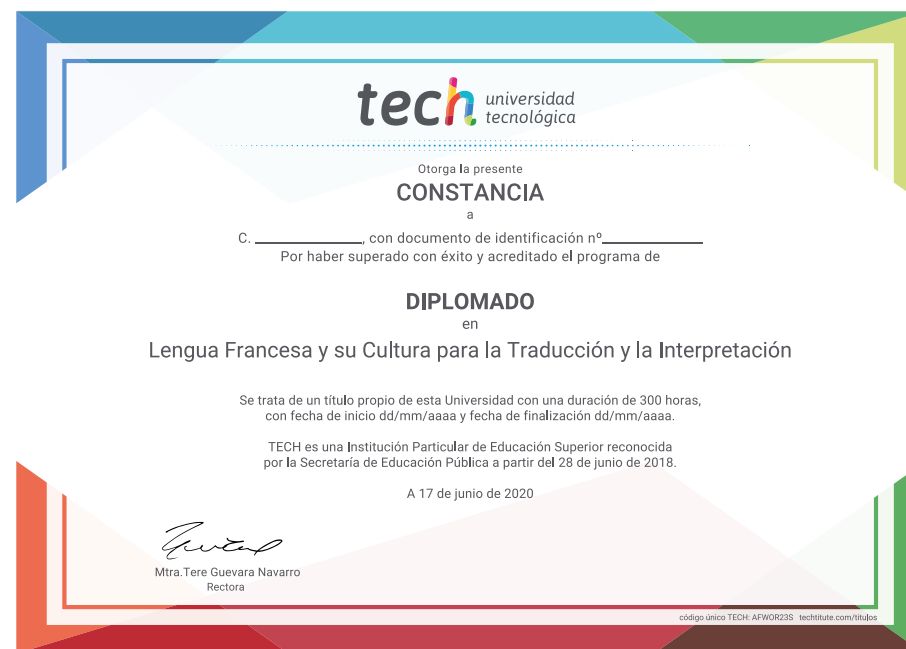 tech universidad
tecnológica
Otorga la presente
CONSTANCIA
a
C. ______________, con documento de identificación nº_____________
Por haber superado con éxito y acreditado el programa de
DIPLOMADO
en
Lengua Francesa y su Cultura para la Traducción y la Interpretación
Se trata de un título propio de esta Universidad con una duración de 300 horas,
con fecha de inicio dd/mm/aaaa y fecha de finalización dd/mm/aaaa.
TECH es una Institución Particular de Educación Superior reconocida
por la Secretaría de Educación Pública a partir del 28 de junio de 2018.
A 17 de junio de 2020
Mtra.Tere Guevara Navarro
Rectora
código único TECH: AFWOR23S techtitute.com/titulos